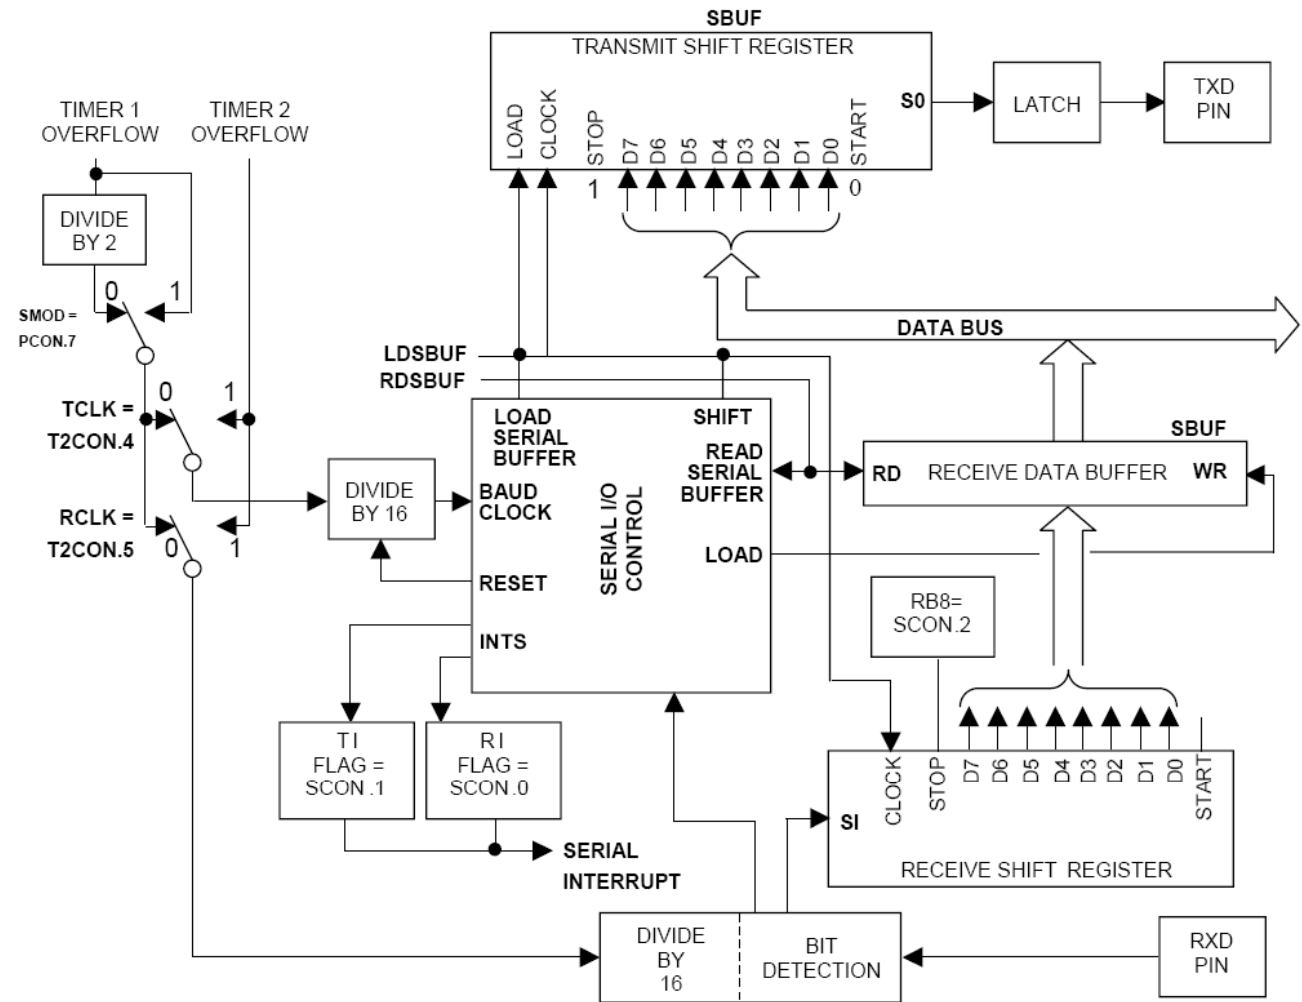 SBUF
TRANSMIT SHIFT REGISTER
LOAD
CLOCK
STOP
D7
D6
D5
D4
D3
D2
D1
D0
START
S0
1
0
LATCH
TXD
PIN
TIMER 1
OVERFLOW
TIMER 2
OVERFLOW
DIVIDE
BY 2
0
1
SMOD =
PCON.7
0
1
TCLK =
T2CON.4
RCLK =
T2CON.5
0
1
DATA BUS
LDSBUF
RDSBUF
LOAD
SERIAL
BUFFER
SHIFT
READ
SERIAL
BUFFER
BAUD
CLOCK
SERIAL I/O
CONTROL
LOAD
RESET
INTS
DIVIDE
BY 16
SBUF
RD
RECEIVE DATA BUFFER
WR
RB8=
SCON.2
TI
FLAG =
SCON.1
RI
FLAG =
SCON.0
SERIAL
INTERRUPT
CLOCK
STOP
D7
D6
D5
D4
D3
D2
D1
D0
START
SI
RECEIVE SHIFT REGISTER
DIVIDE
BY
16
BIT
DETECTION
RXD
PIN